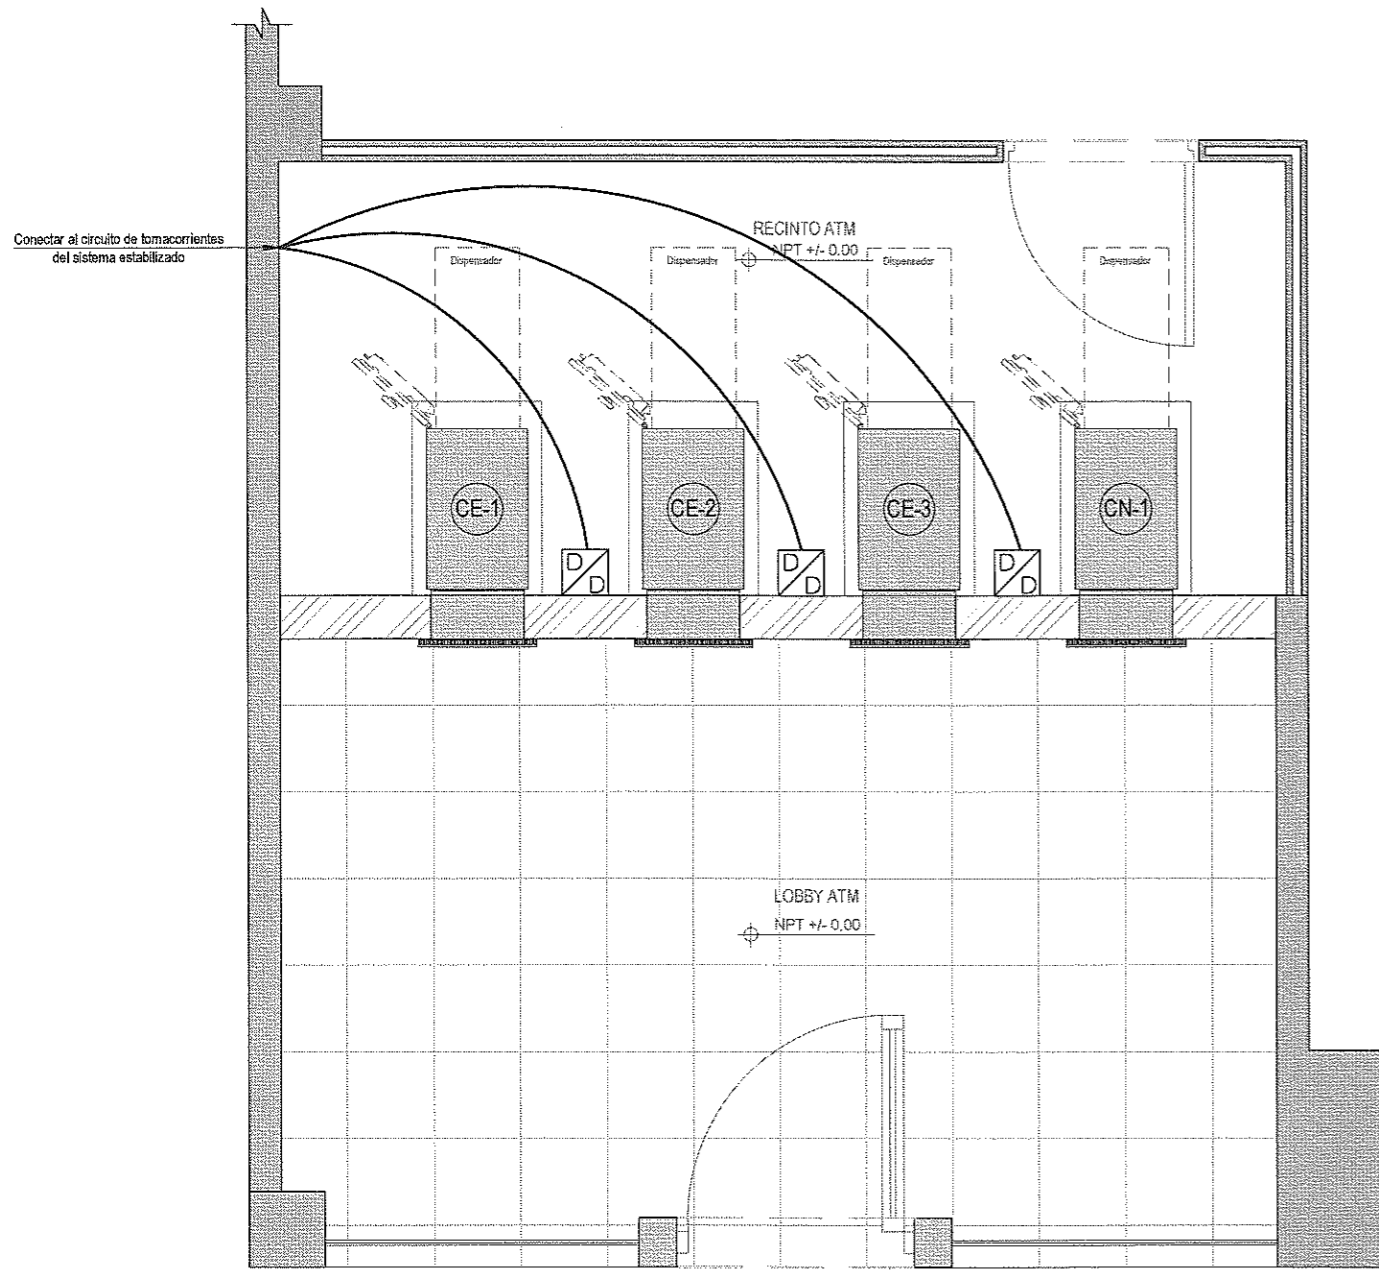 Conectar al circuito de tomacorrientes
del sistema estabilizado
RECINTO ATM
NPT +/- 0.00
Dispensador
Dispensador
Dispensador
Dispensador
CE-1
CE-2
CE-3
CN-1
D
D
D
D
D
D
LOBBY ATM
NPT +/- 0,00